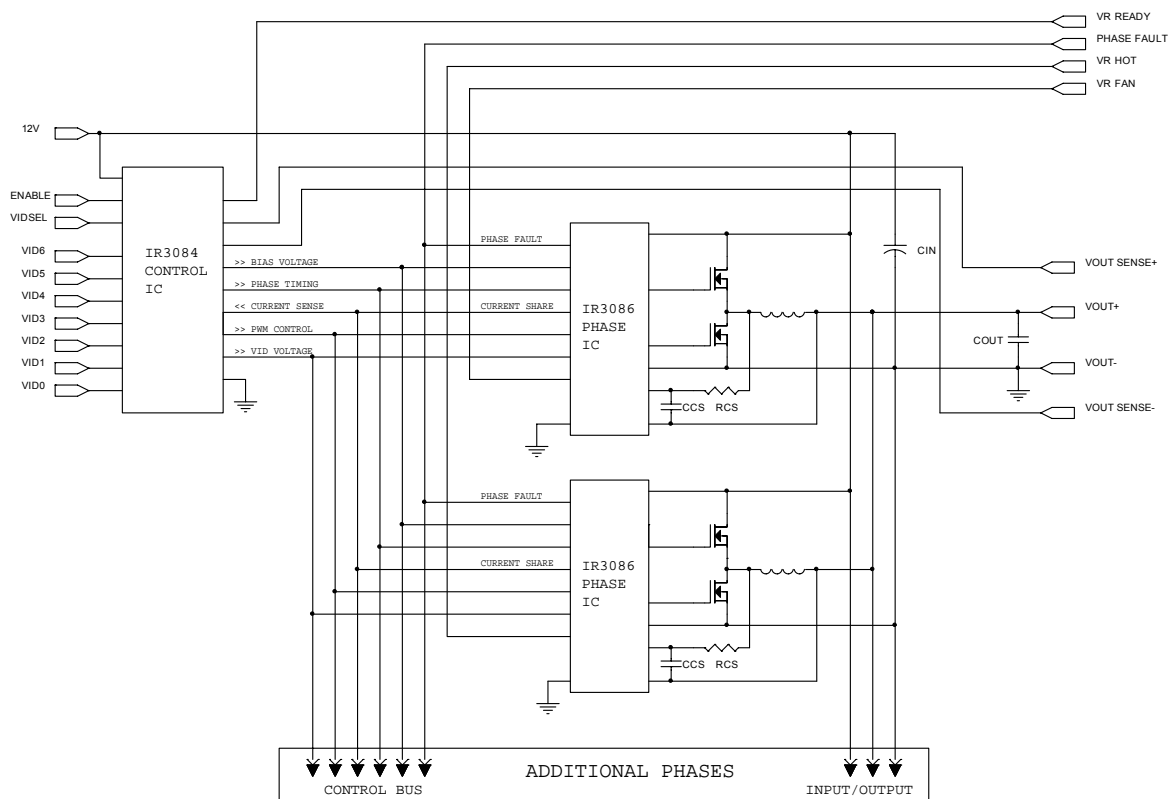 VR READY
PHASE FAULT
VR HOT
VR FAN
12V
ENABLE
VIDSEL
VID6
VID5
VID4
VID3
VID2
VID1
VID0
IR3084
CONTROL
IC
>> BIAS VOLTAGE
>> PHASE TIMING
<< CURRENT SENSE
>> PWM CONTROL
>> VID VOLTAGE
PHASE FAULT
CURRENT SHARE
IR3086
PHASE
IC
CCS
RCS
CIN
COUT
VOUT SENSE+
VOUT+
VOUT-
VOUT SENSE-
PHASE FAULT
CURRENT SHARE
IR3086
PHASE
IC
CCS
RCS
ADDITIONAL PHASES
CONTROL BUS
INPUT/OUTPUT